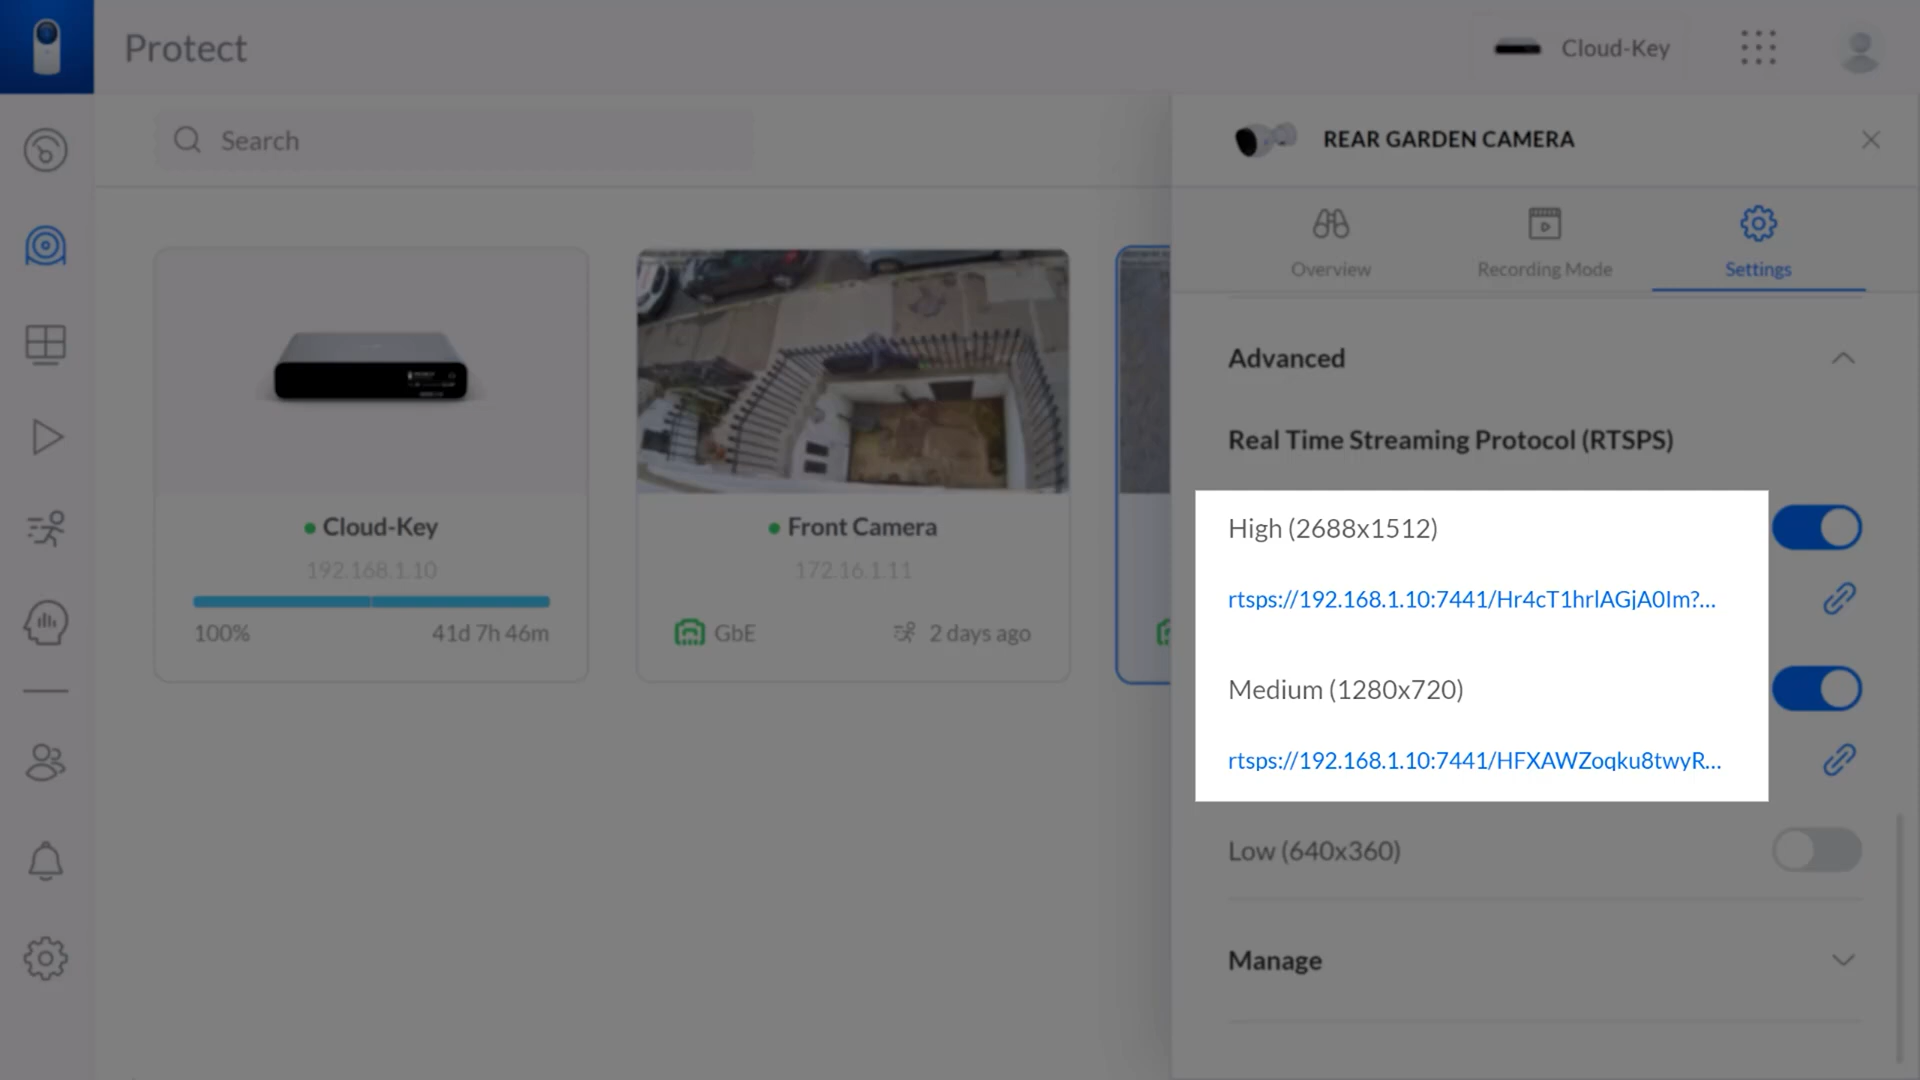 Protect
Cloud-Key
Search
REAR GARDEN CAMERA
Overview
Recording Mode
Settings
Advanced
Real Time Streaming Protocol (RTSPS)
High (2688x1512)
rtsps://192.168.1.10:7441/Hr4cT1hrlAGjA0Im?...
Medium (1280x720)
rtsps://192.168.1.10:7441/HFXAWZoqku8twyR...
Low (640x360)
Manage
Cloud-Key
192.168.1.10
100%
41d 7h 46m
Front Camera
172.16.1.11
GbE
2 days ago